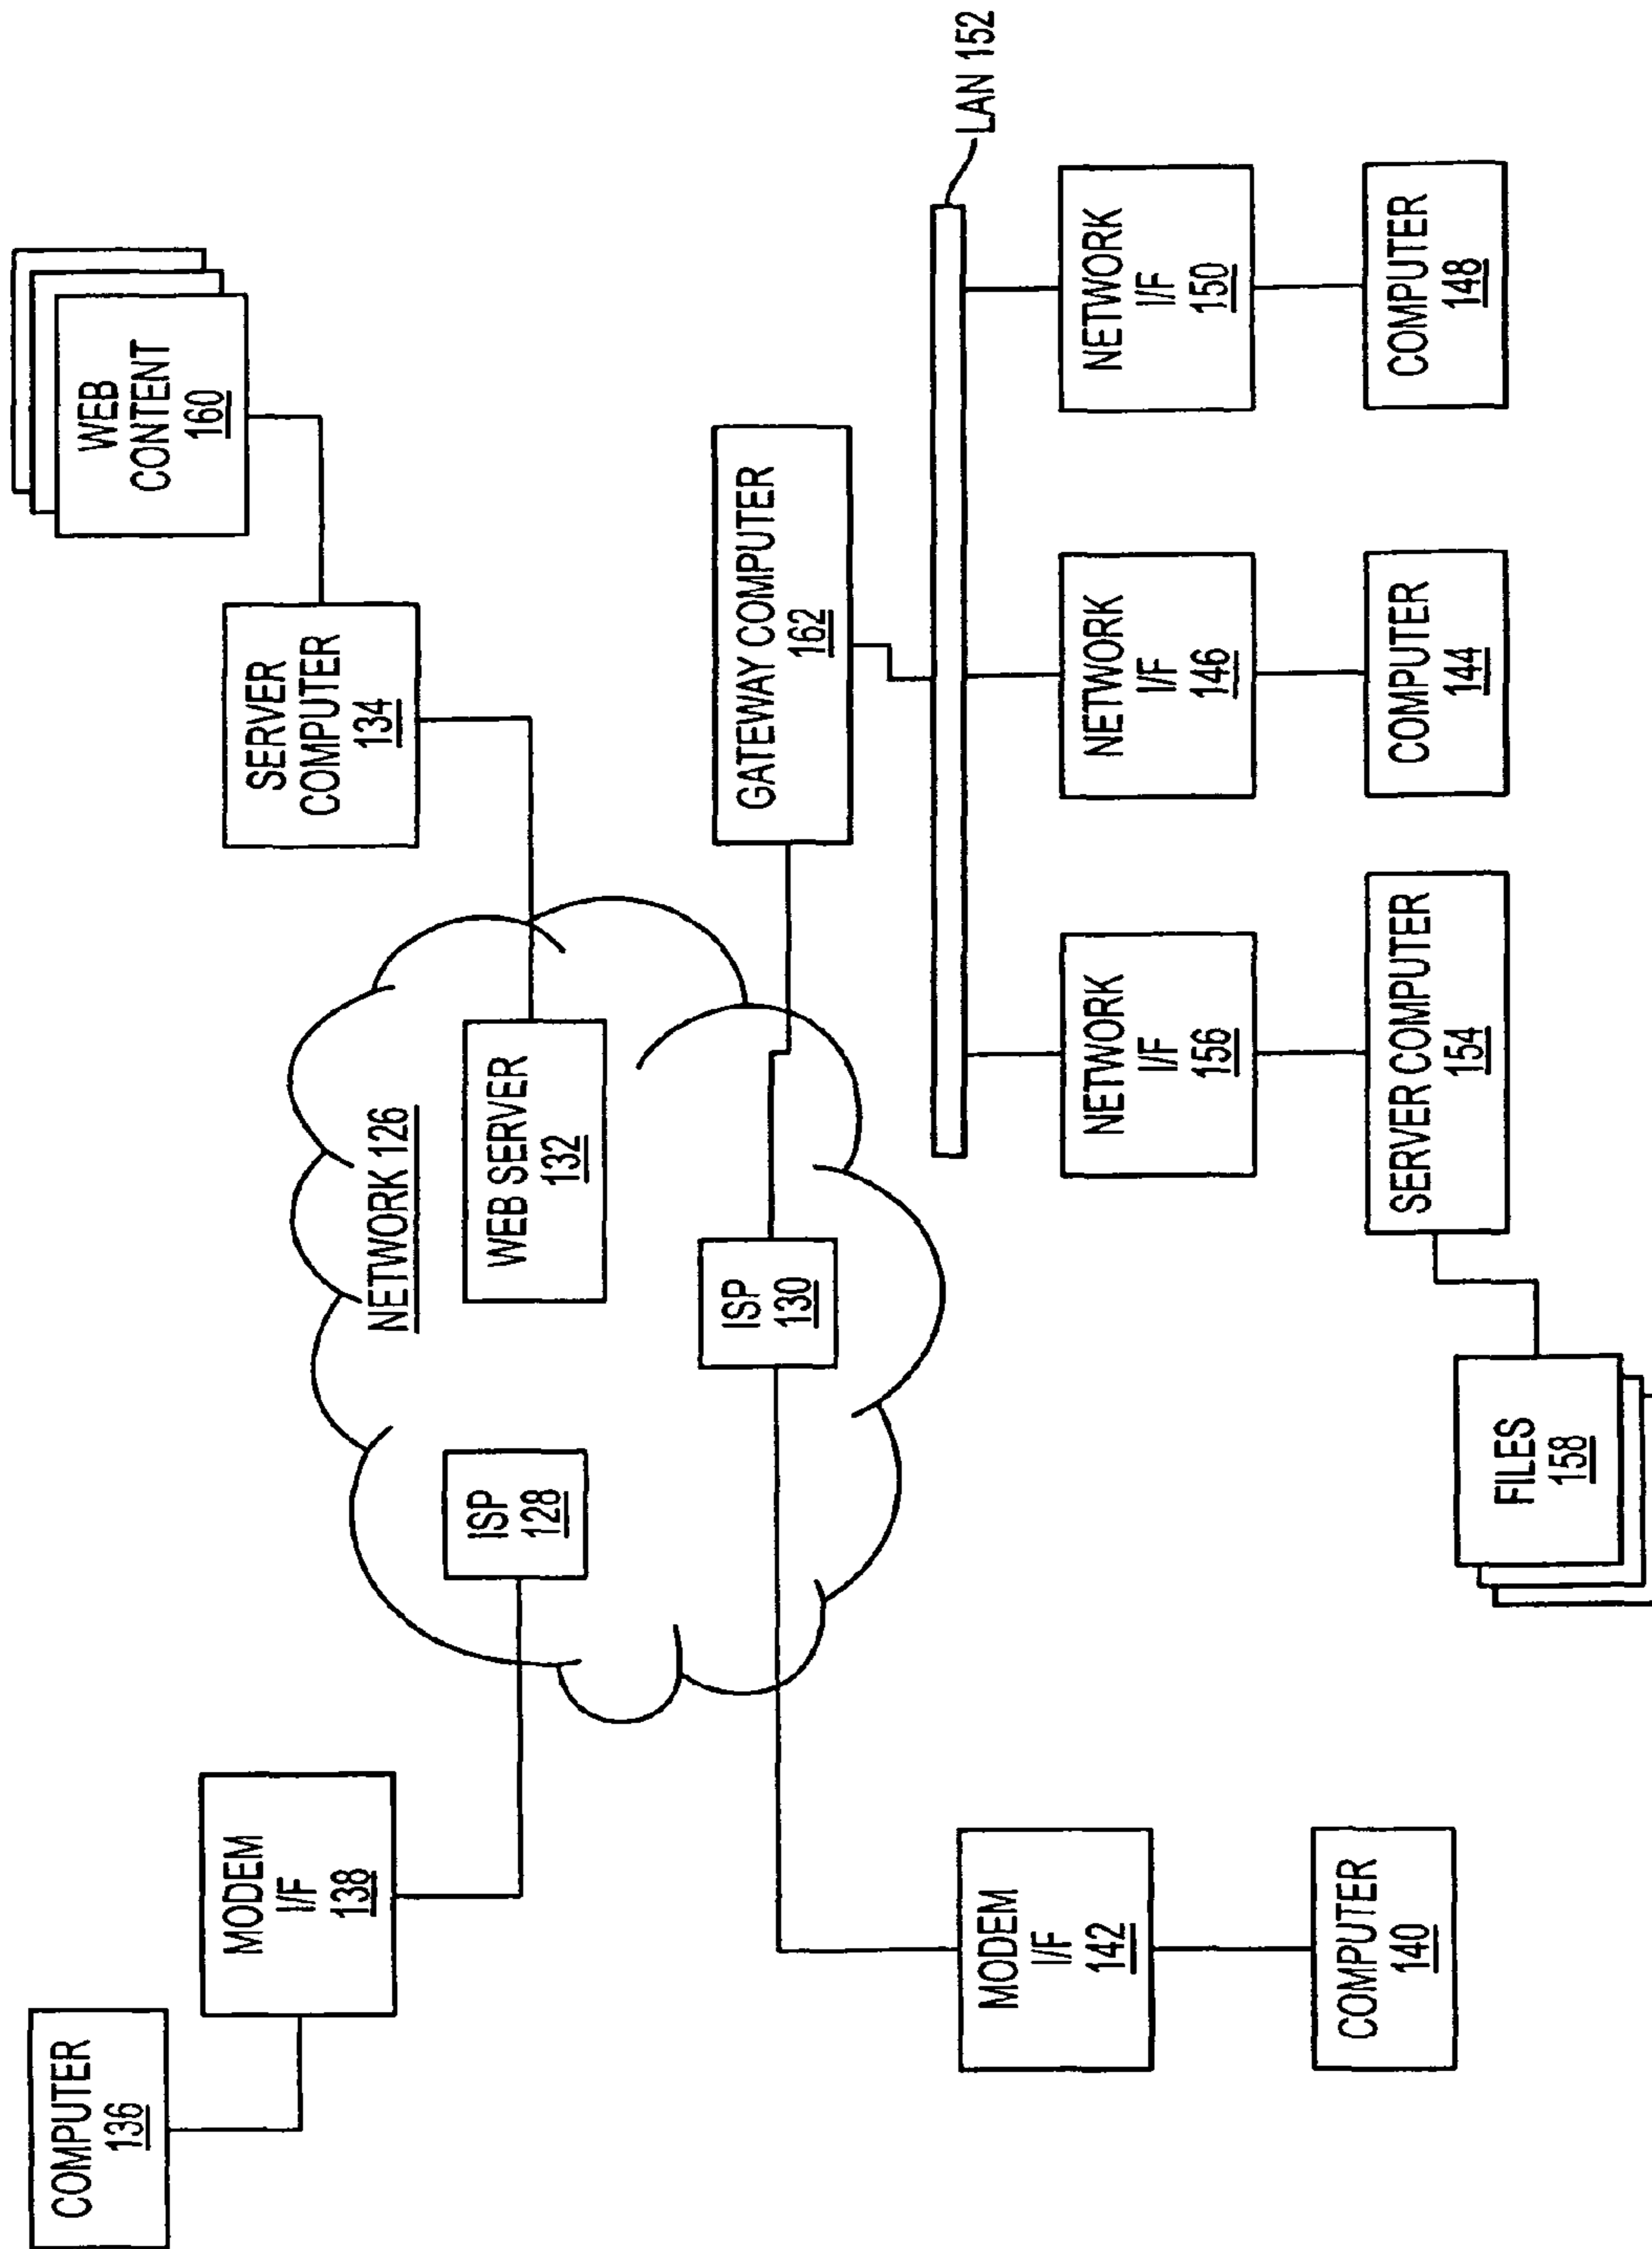 COMPUTER
136
MODEM
I/F
138
ISP
128
NETWORK 126
WEB SERVER
132
SERVER
COMPUTER
134
WEB
CONTENT
160
ISP
130
GATEWAY COMPUTER
162
LAN 152
MODEM
I/F
142
COMPUTER
140
NETWORK
I/F
156
NETWORK
I/F
146
NETWORK
I/F
150
SERVER COMPUTER
154
COMPUTER
144
COMPUTER
148
FILES
158